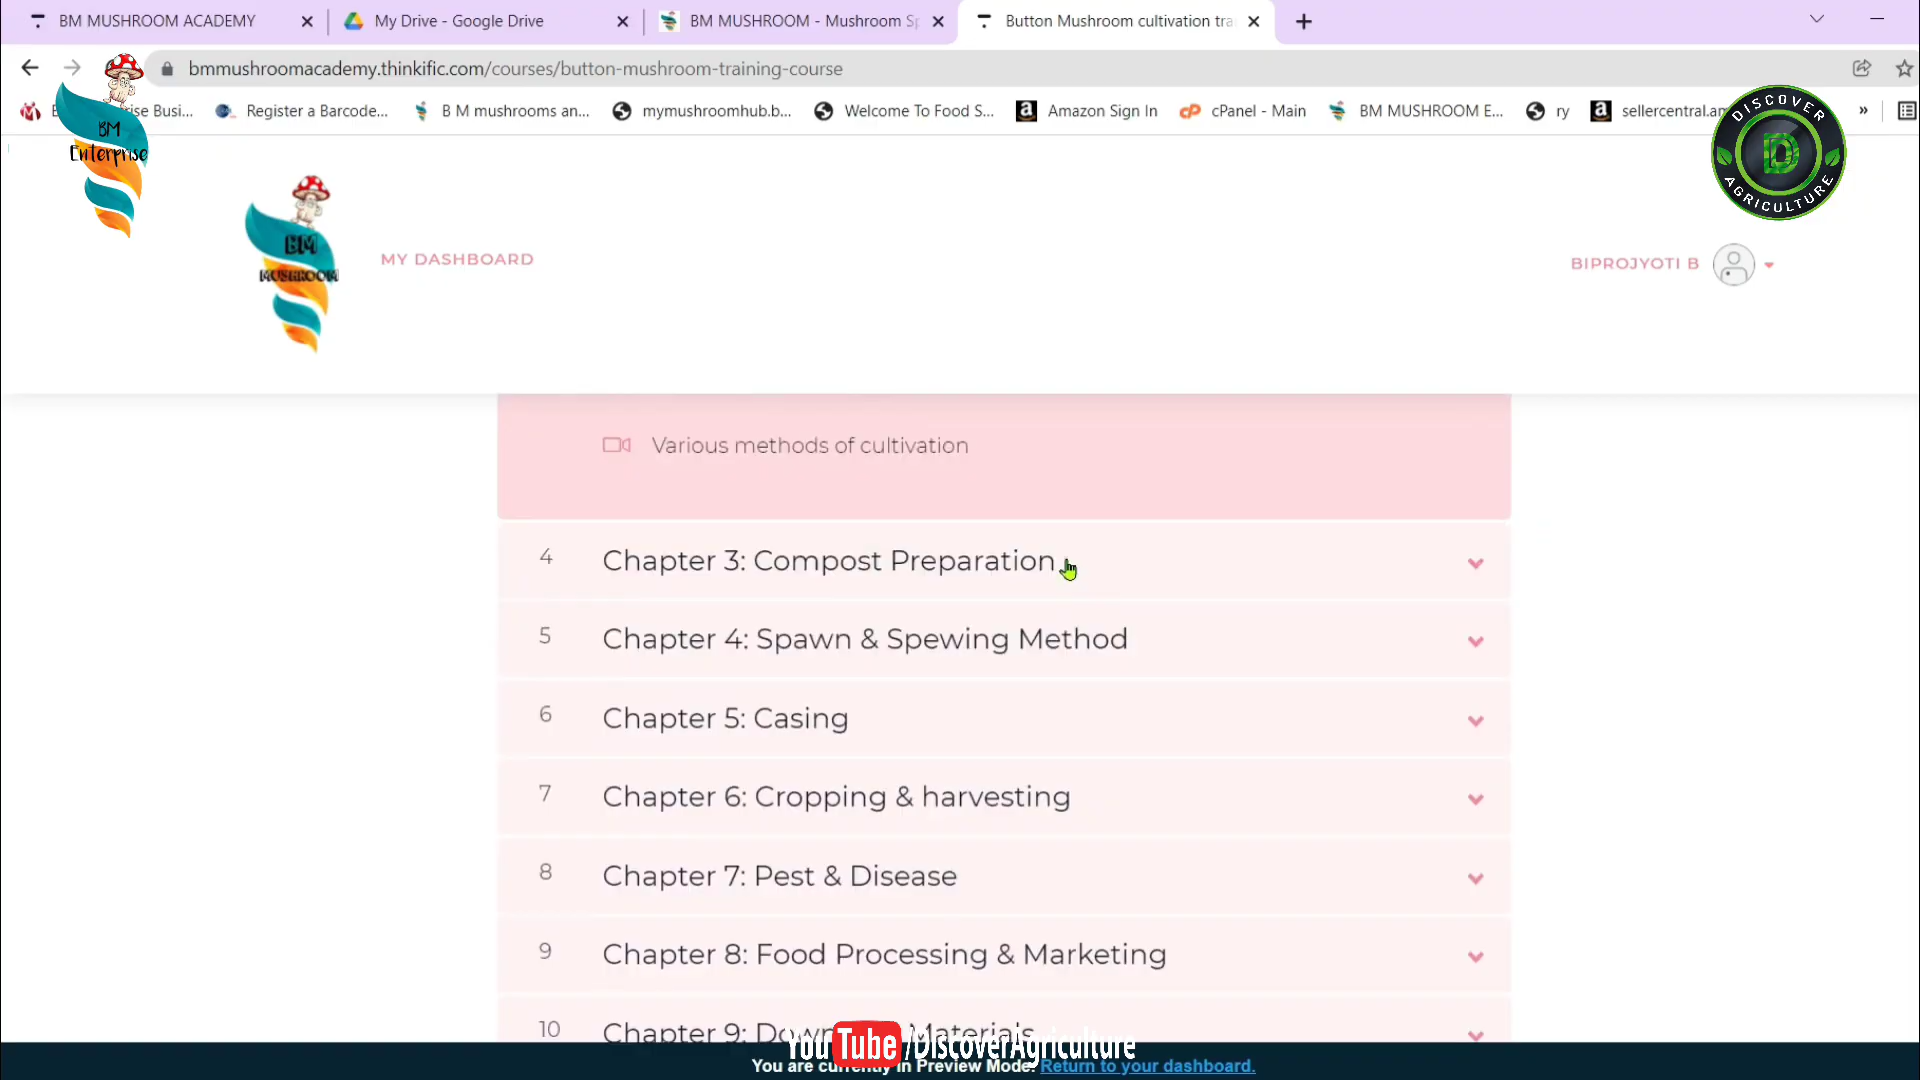 BM MUSHROOM ACADEMY
My Drive - Google Drive
BM MUSHROOM - Mushroom Sp
Button Mushroom cultivation tra
bmmushroomacademy.thinkific.com/courses/button-mushroom-training-course
Busi...
Register a Barcode...
B M mushrooms an...
mymushroomhub.b...
Welcome To Food S...
Amazon Sign In
cPanel - Main
BM MUSHROOM E...
ry
sellercentral.am
»
BM
Enterprise
DISCOVER
D
AGRICULTURE
BM
MUSHROOM
MY DASHBOARD
BIPROJYOTI B
Various methods of cultivation
4 Chapter 3: Compost Preparation
5 Chapter 4: Spawn & Spewing Method
6 Chapter 5: Casing
7 Chapter 6: Cropping & harvesting
8 Chapter 7: Pest & Disease
9 Chapter 8: Food Processing & Marketing
10 Chapter 9: Materials
YouTube /DiscoverAgriculture
You are currently in Preview Mode. Return to your dashboard.